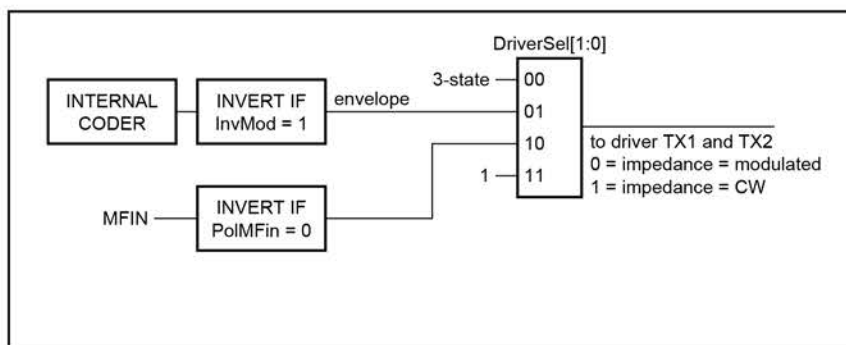 DriverSel[1:0]
3-state
00
INTERNAL
CODER
INVERT IF
InvMod = 1
envelope
01
10
1
11
to driver TX1 and TX2
0 = impedance = modulated
1 = impedance = CW
MFIN
INVERT IF
PolMFin = 0